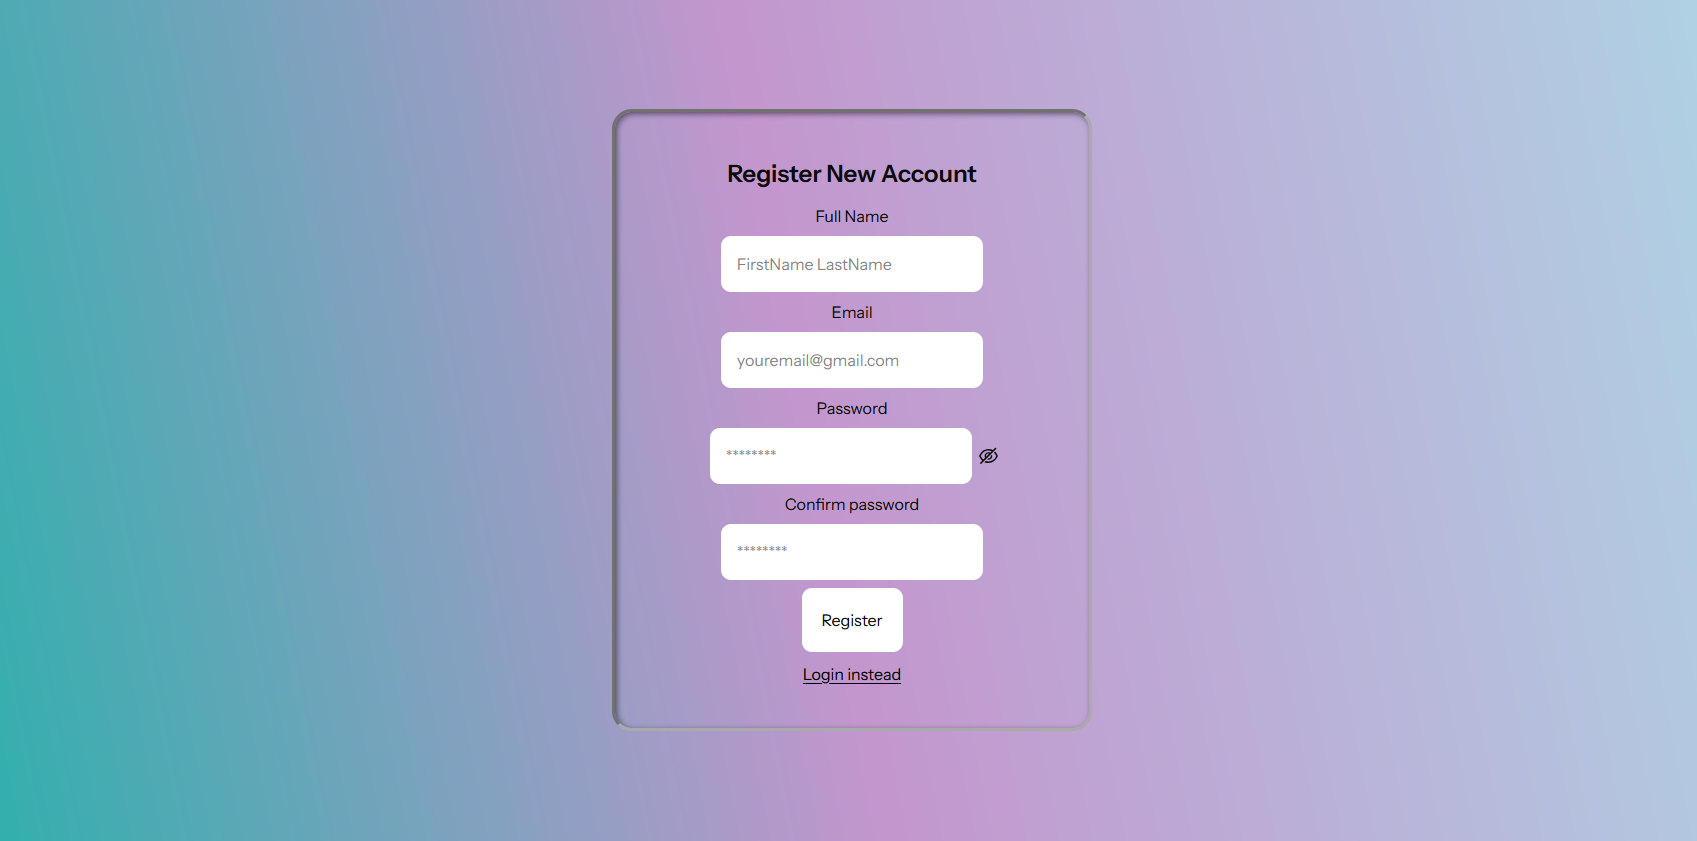 Register New Account
Full Name
FirstName LastName
Email
youremail@gmail.com
Password
********
Confirm password
********
Register
Login instead